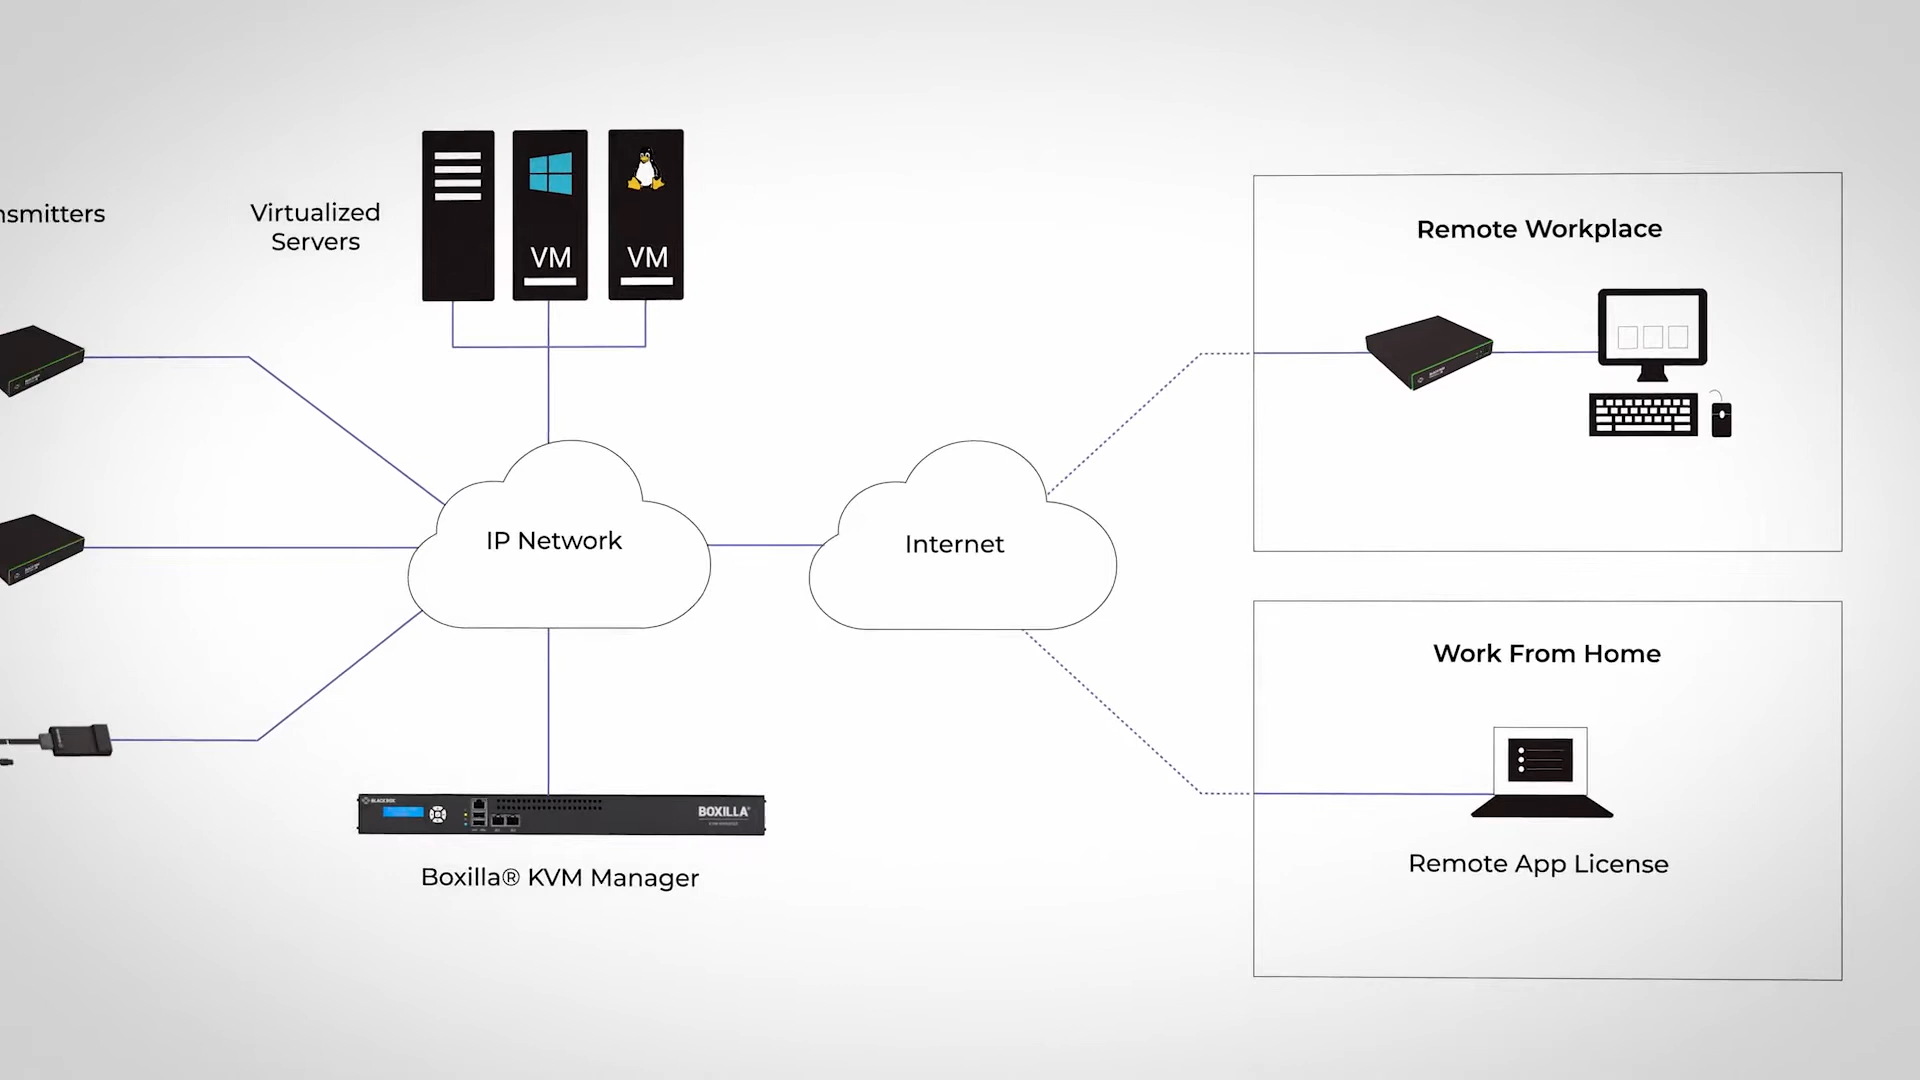 nsmitters
Virtualized
Servers
VM
VM
Remote Workplace
IP Network
Internet
Work From Home
BLACKBOX
BOXILLA®
Boxilla® KVM Manager
Remote App License